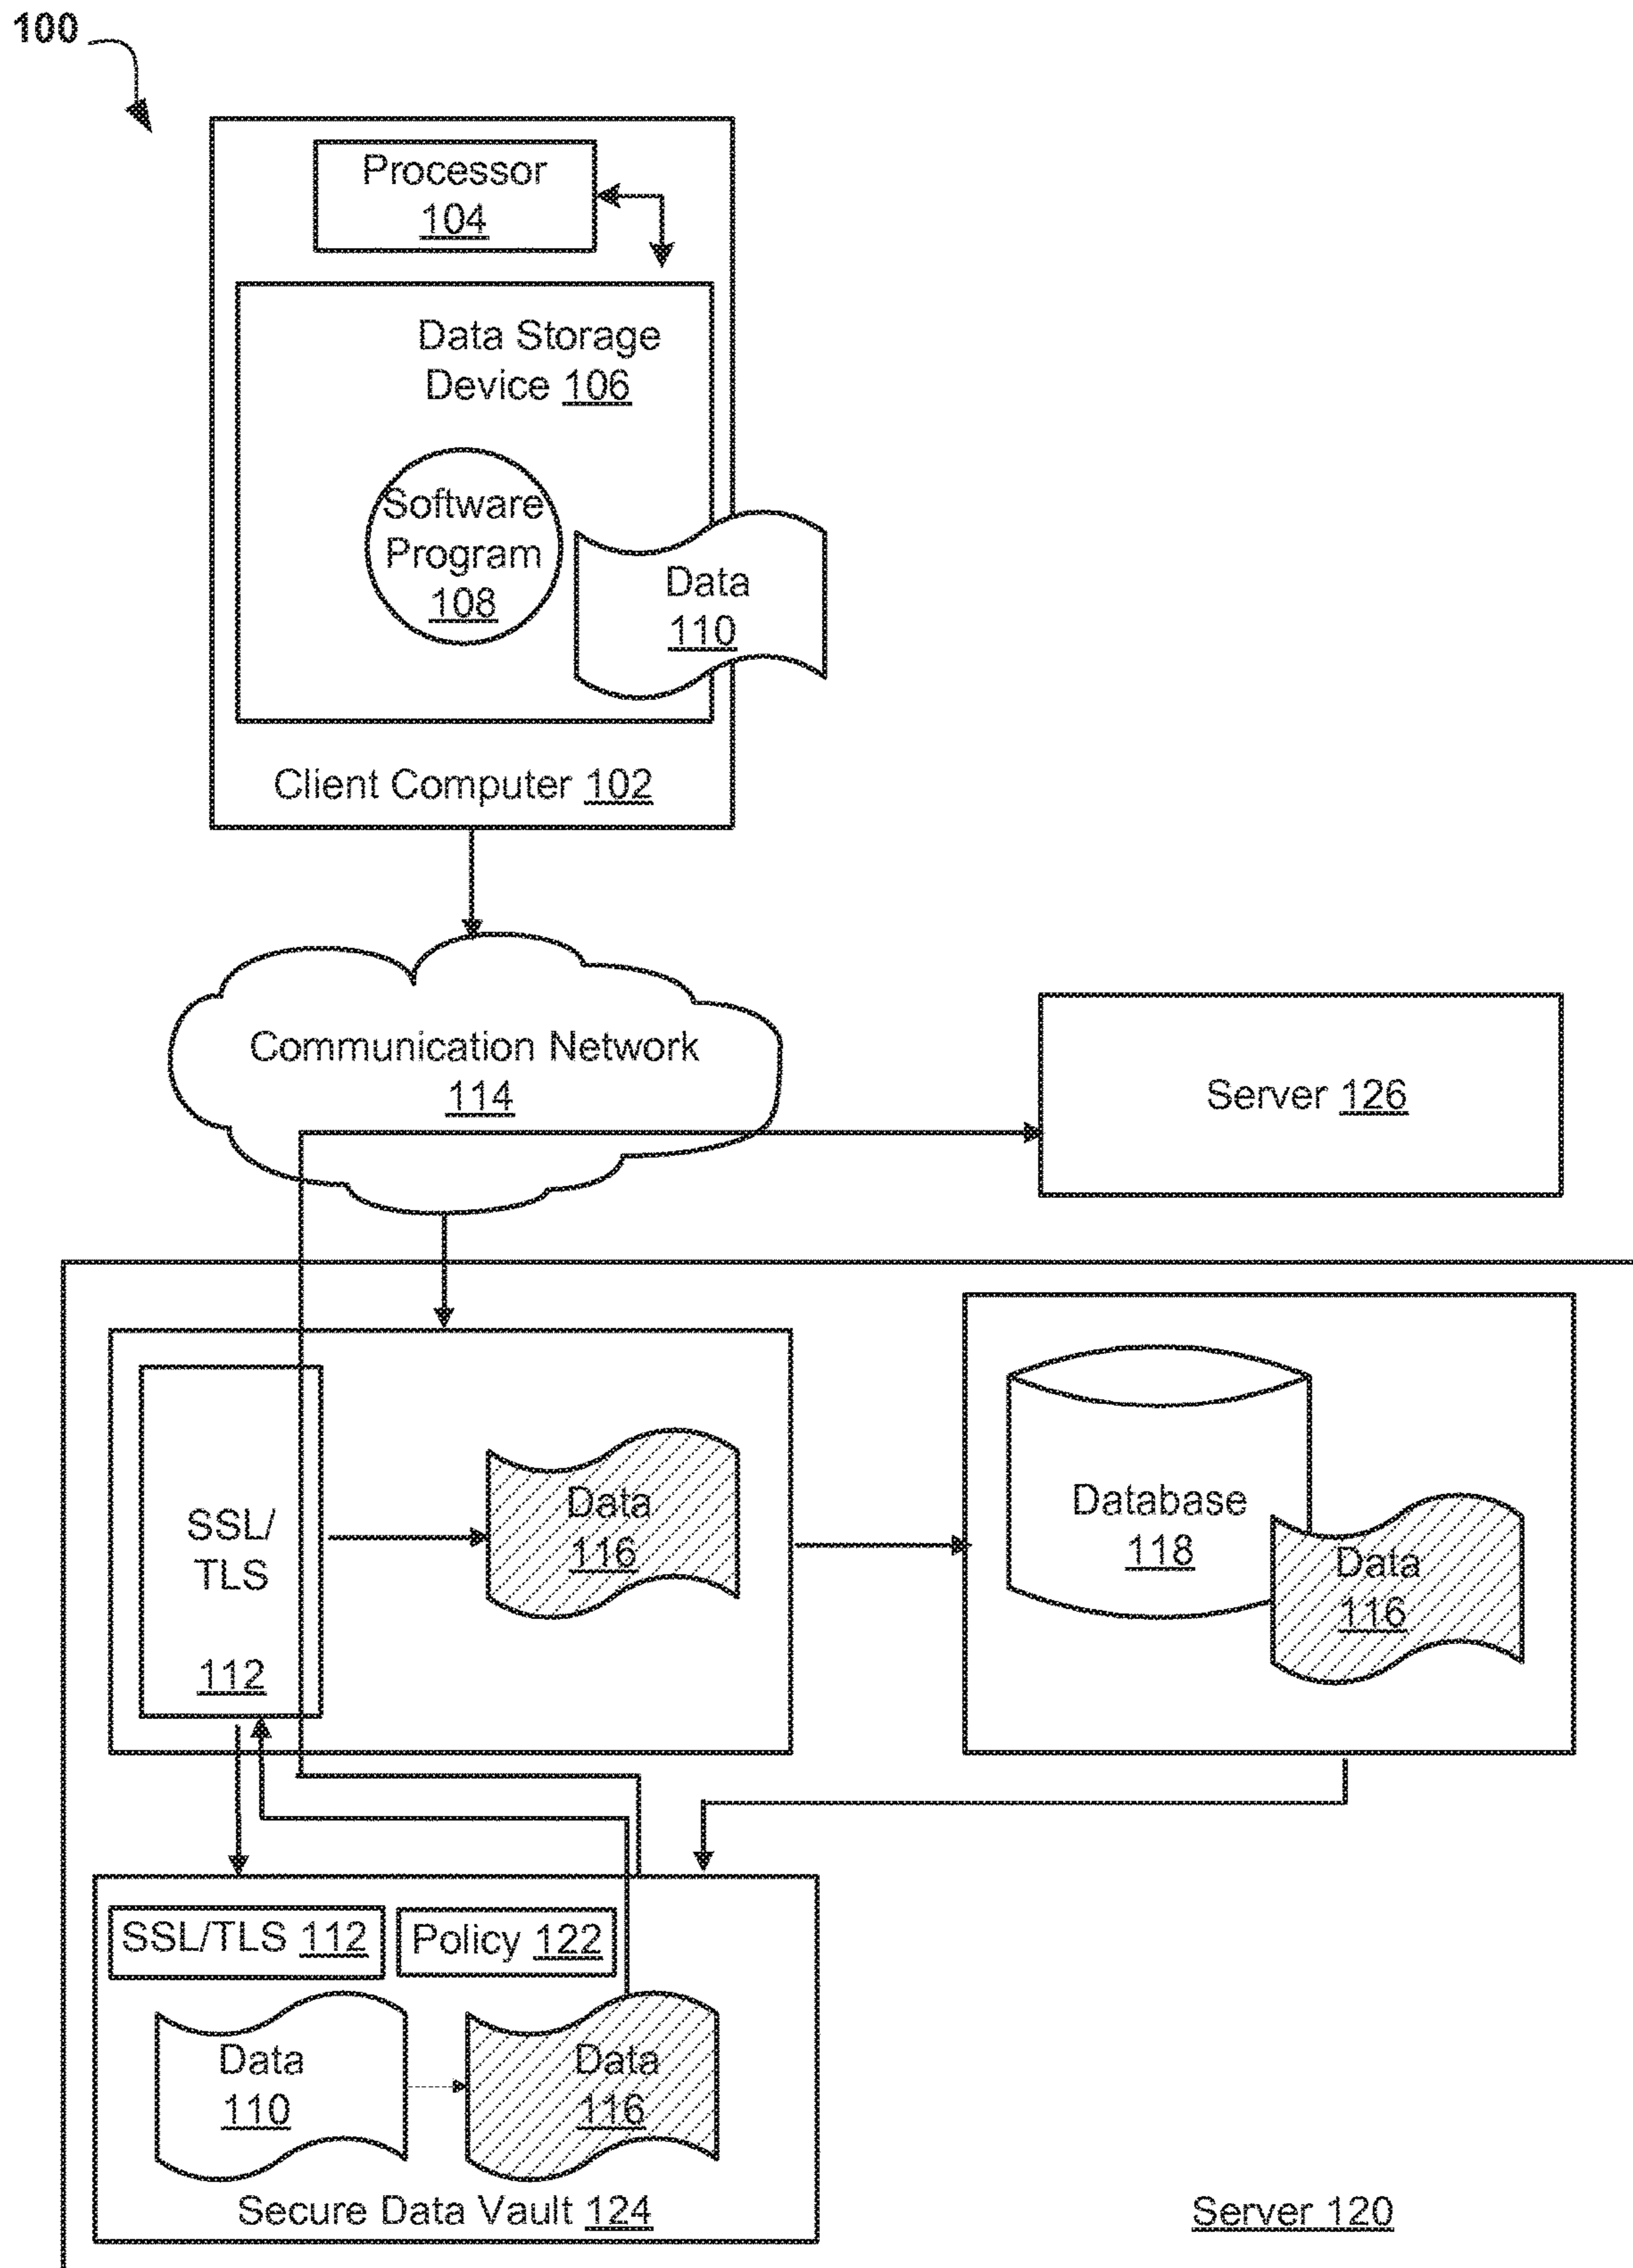 100
Processor
104
Data Storage
Device 106
Software
Program
108
Data
110
Client Computer 102
Communication Network
114
Server 126
SSL/
TLS
112
Data
116
Database
118
Data
116
SSL/TLS 112
Policy 122
Data
110
Data
116
Secure Data Vault 124
Server 120